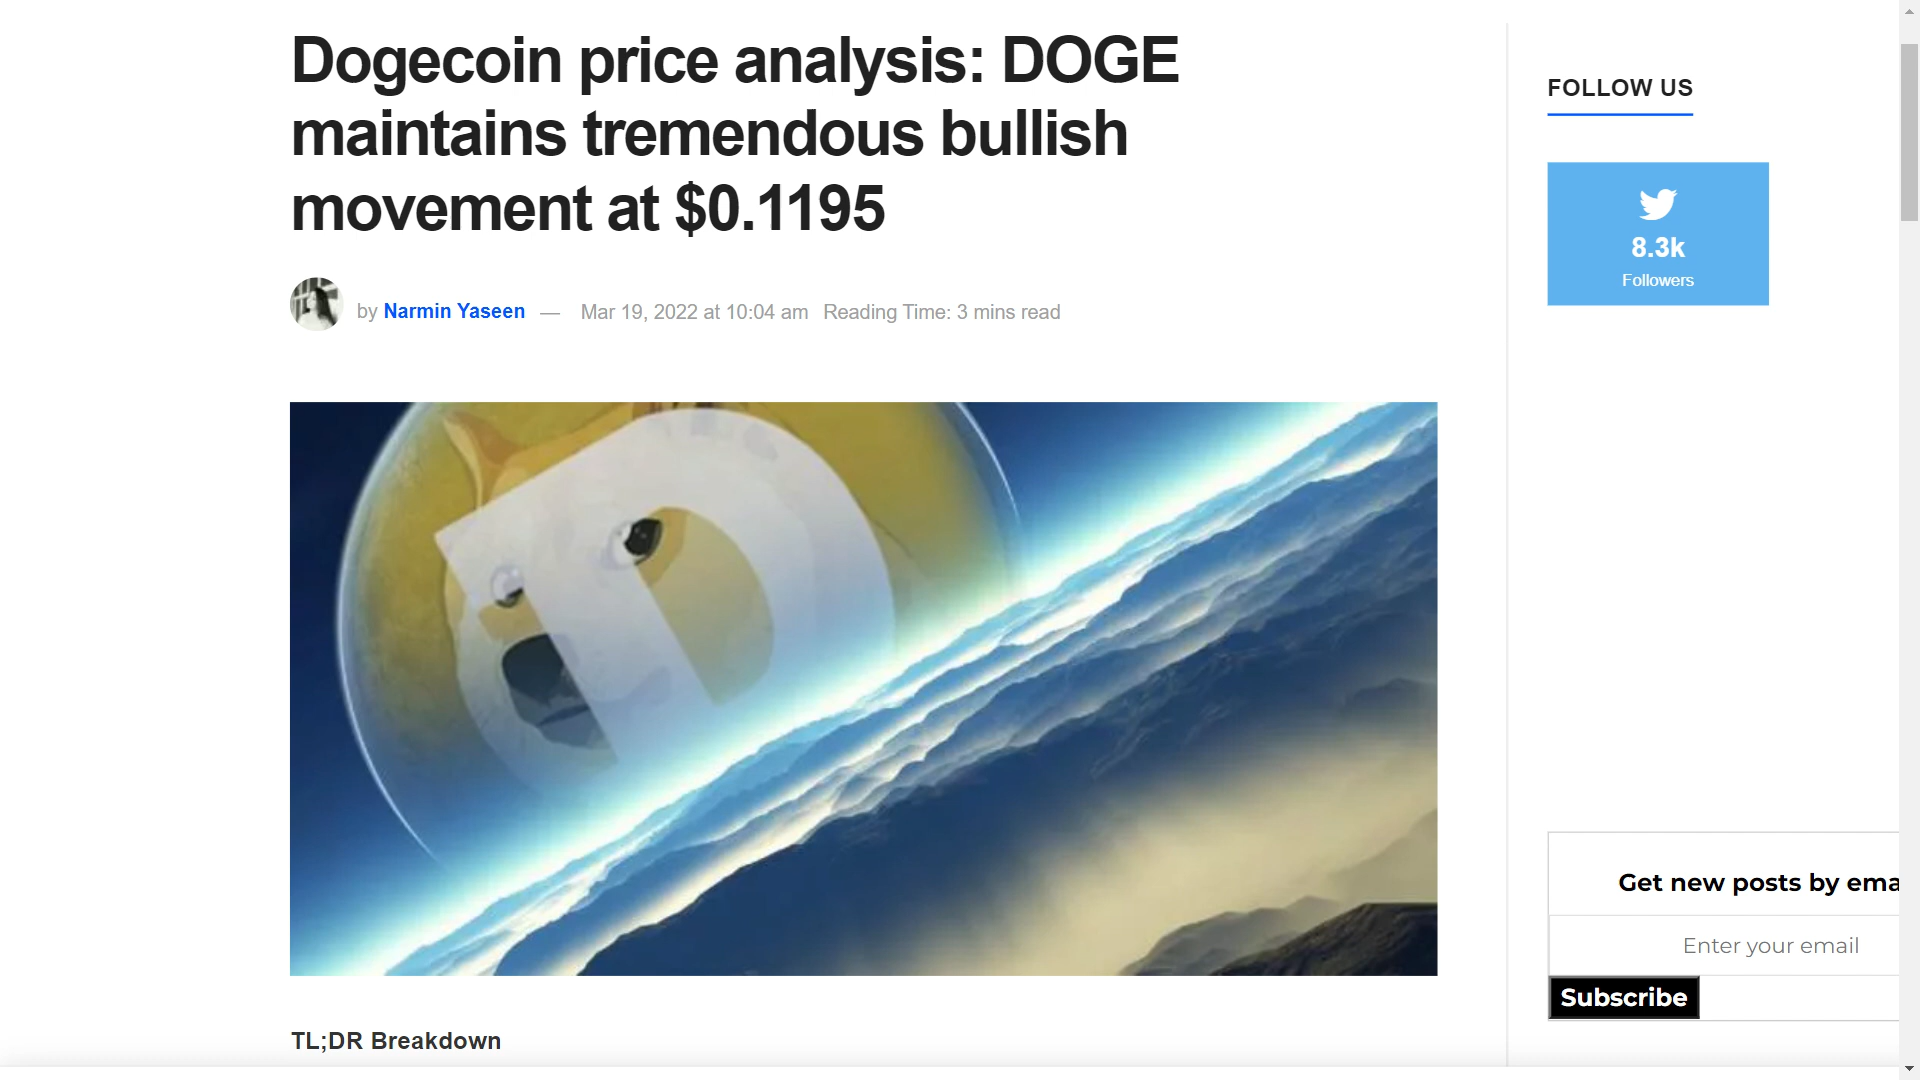 Dogecoin price analysis: DOGE
maintains tremendous bullish
movement at $0.1195
by Narmin Yaseen — Mar 19, 2022 at 10:04 am Reading Time: 3 mins read
TL;DR Breakdown
FOLLOW US
8.3k
Followers
Get new posts by ema
Enter your email
Subscribe